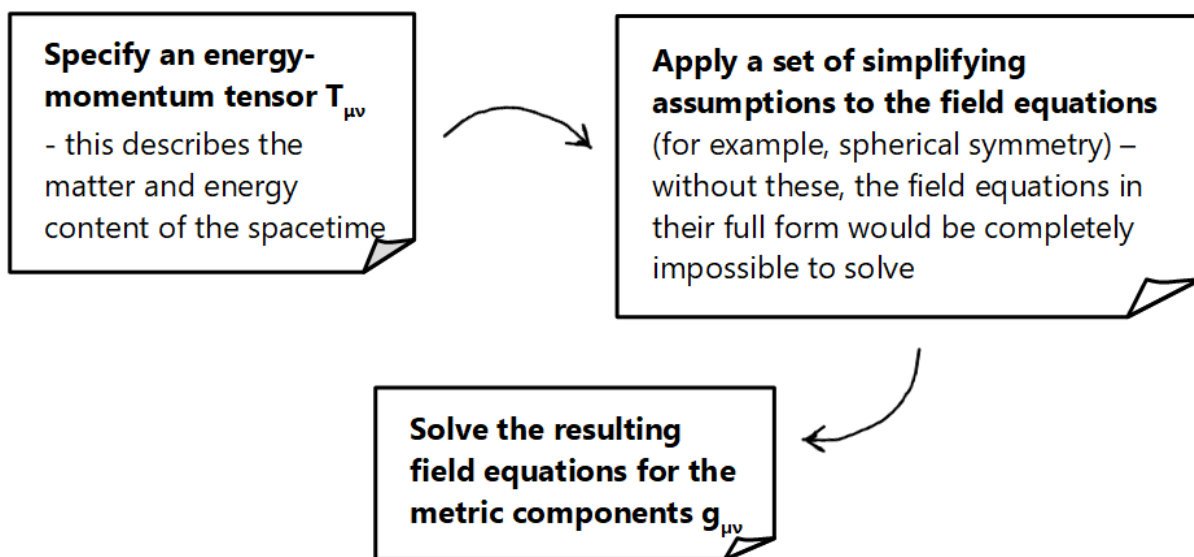 Specify an energy-
momentum tensor Tμν
- this describes the
matter and energy
content of the spacetime
Apply a set of simplifying
assumptions to the field equations
(for example, spherical symmetry) –
without these, the field equations in
their full form would be completely
impossible to solve
Solve the resulting
field equations for the
metric components gμν